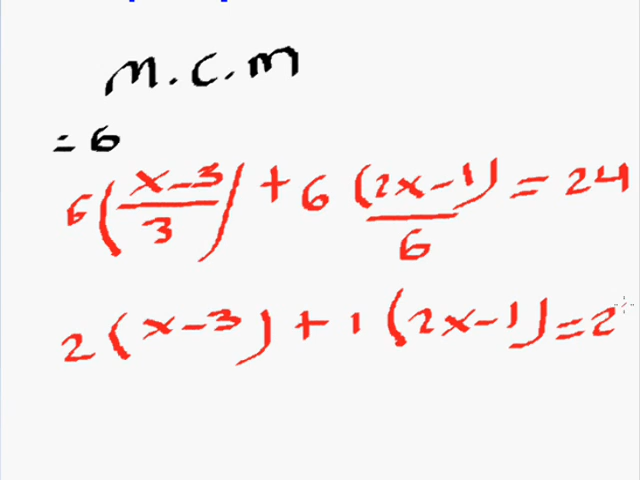 m.c.m
= 6
6(x-3/3) + 6 (2x-1)/6 = 24
2(x-3) + 1(2x-1) = 2